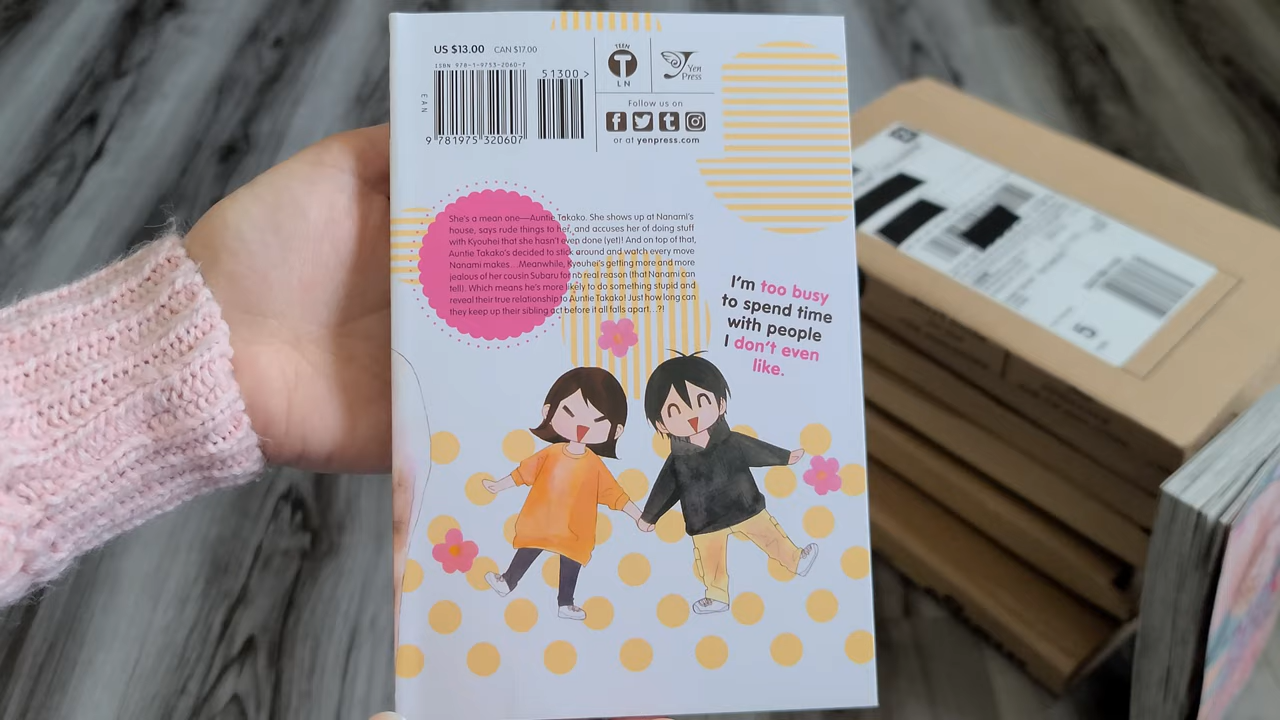 US $13.00 CAN $17.00
ISBN 978-1-9753-2060-7
51300 >
EAN
9 781975 320607
TEEN
T
LN
Yen
Press
Follow us on
or at yenpress.com
She's a mean one—Auntie Takako. She shows up at Nanami's
house, says rude things to her, and accuses her of doing stuff
with Kyouhei that she hasn't even done (yet)! And on top of that,
Auntie Takako's decided to stick around and watch every move
Nanami makes...Meanwhile, Kyouhei's getting more and more
jealous of her cousin Subaru for no real reason (that Nanami can
tell). Which means he's more likely to do something stupid and
reveal their true relationship to Auntie Takako! Just how long can
they keep up their sibling act before it all falls apart...?!
I'm too busy
to spend time
with people
I don't even
like.